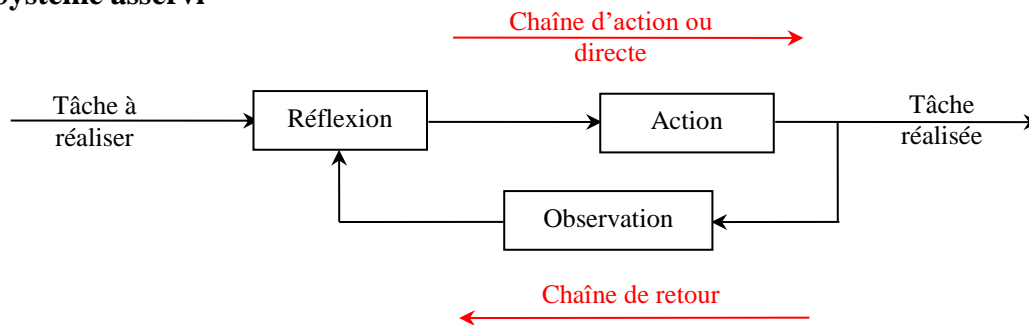 système asservi
Chaîne d'action ou
directe
Tâche à
réaliser
Réflexion
Action
Tâche
réalisée
Observation
Chaîne de retour